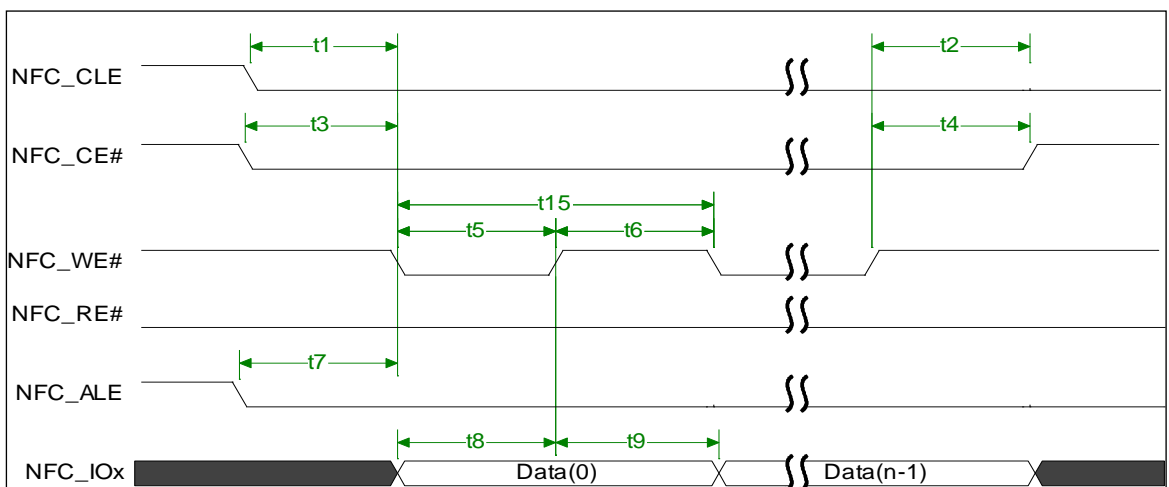 t1
t2
NFC_CLE
t3
t4
NFC_CE#
t15
t5
t6
NFC_WE#
NFC_RE#
t7
NFC_ALE
t8
t9
NFC_IOx
Data(0)
Data(n-1)